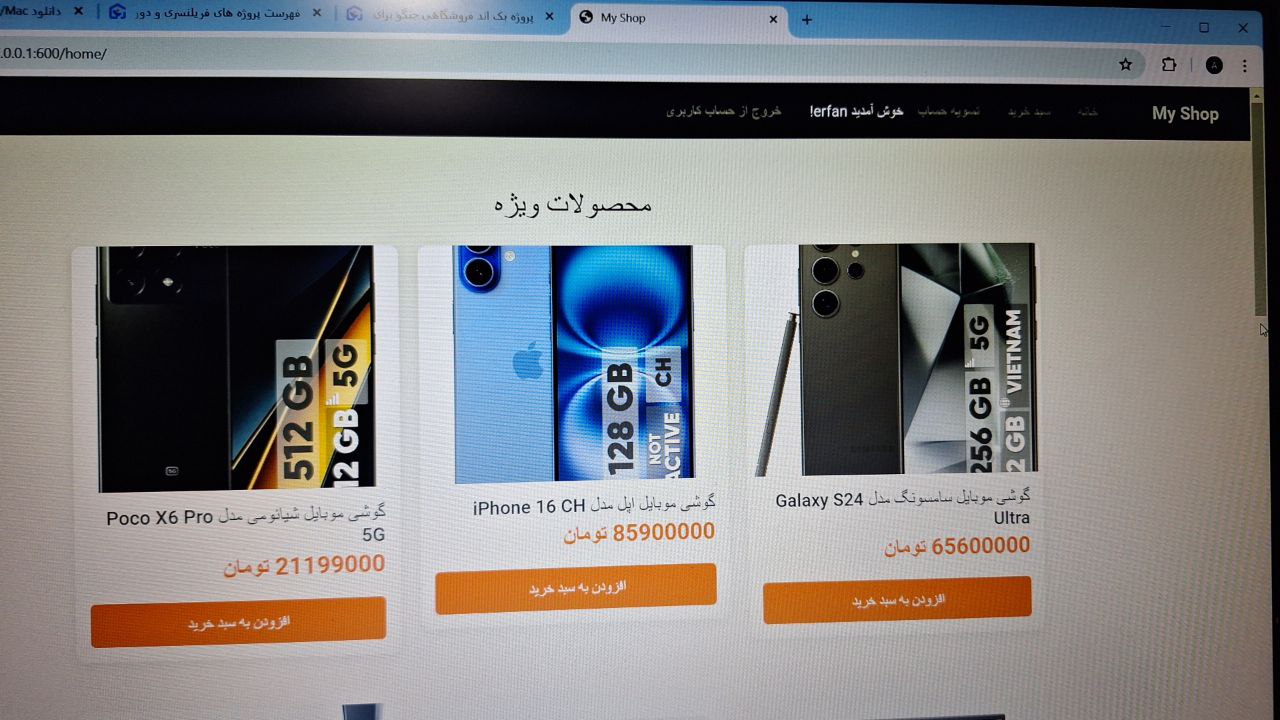 دانلود Mac/
فهرست پروژه های فریلنسری و دور
پروژه بک اند فروشگاهی جنگو برای
My Shop
.0.0.1:600/home/
My Shop
خانه
سبد خرید
تسویه حساب
خوش آمدید erfan!
خروج از حساب کاربری
محصولات ویژه
256 GB 5G
2 GB VIETNAM
گوشی موبایل سامسونگ مدل Galaxy S24
Ultra
65600000 تومان
افزودن به سبد خرید
128 GB
NOT
ACTIVE
CH
گوشی موبایل اپل مدل iPhone 16 CH
85900000 تومان
افزودن به سبد خرید
512 GB
2 GB 5G
گوشی موبایل شیائومی مدل Poco X6 Pro
5G
21199000 تومان
افزودن به سبد خرید